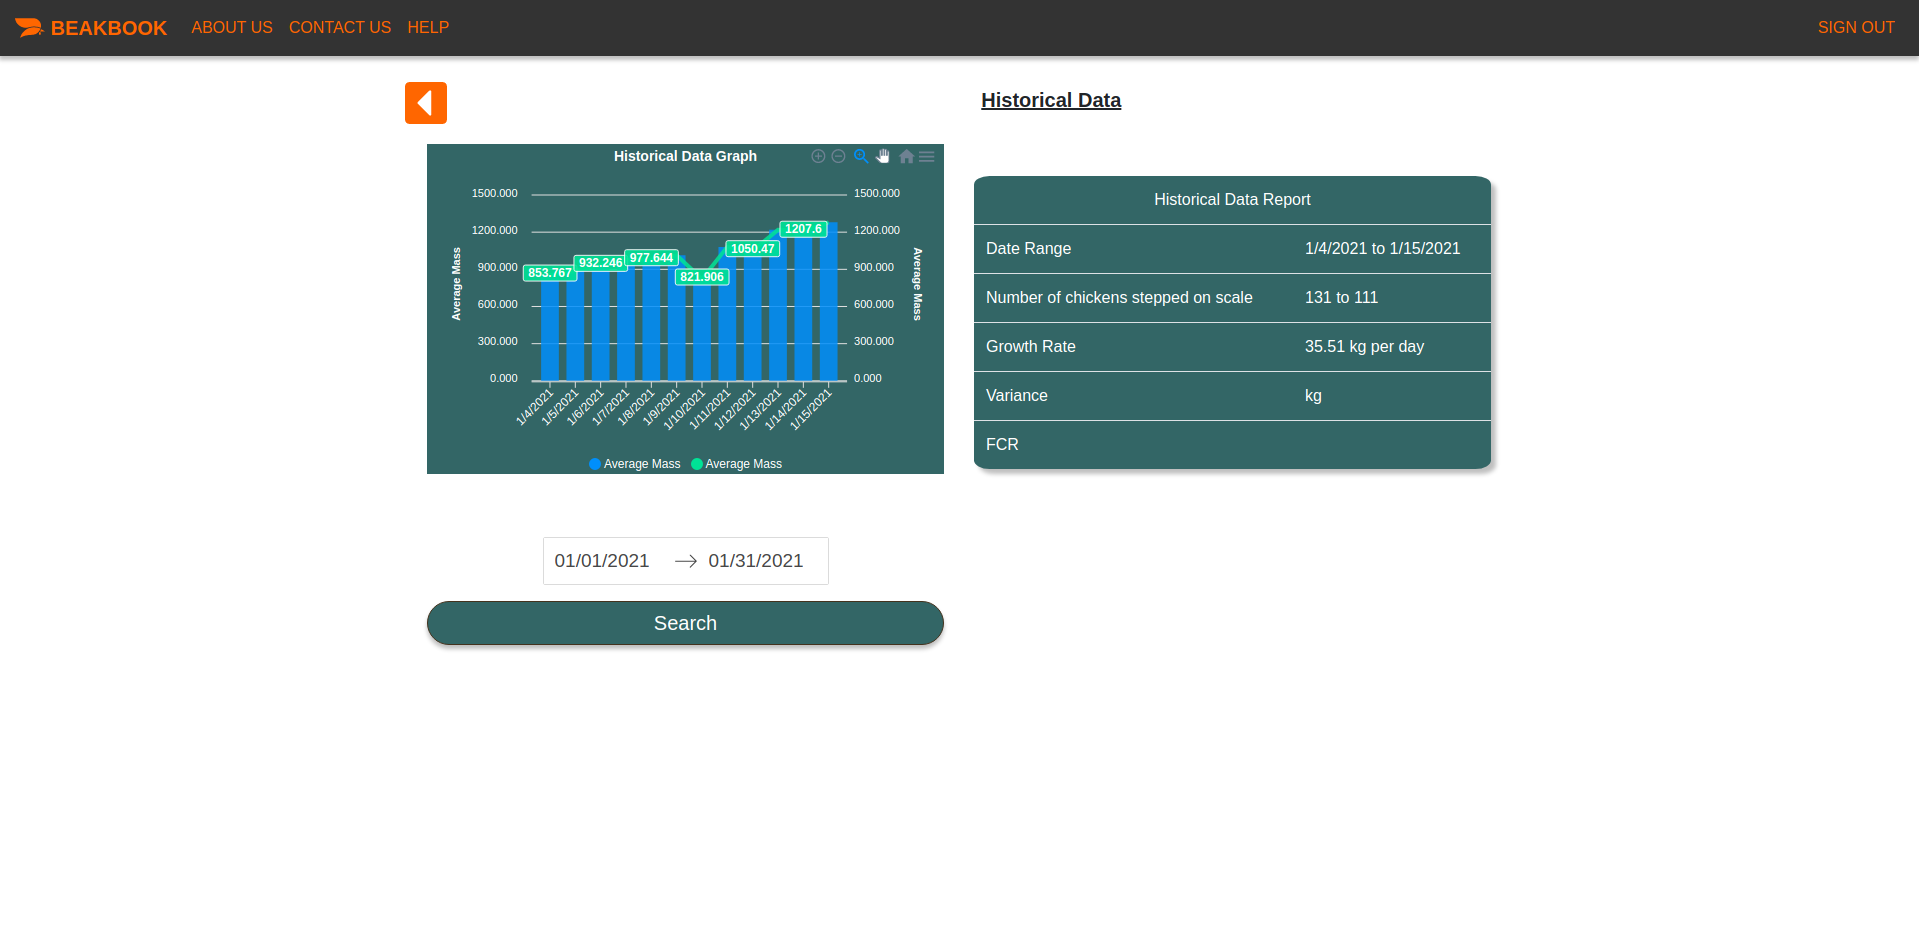 BEAKBOOK ABOUT US CONTACT US HELP SIGN OUT
Historical Data
Historical Data Graph
1500.000
1200.000
900.000
600.000
300.000
0.000
Average Mass
853.767
932.246
977.644
821.906
1050.47
1207.6
1500.000
1200.000
900.000
600.000
300.000
0.000
Average Mass
1/4/2021
1/5/2021
1/6/2021
1/7/2021
1/8/2021
1/9/2021
1/10/2021
1/11/2021
1/12/2021
1/13/2021
1/14/2021
1/15/2021
Average Mass Average Mass
Historical Data Report
Date Range 1/4/2021 to 1/15/2021
Number of chickens stepped on scale 131 to 111
Growth Rate 35.51 kg per day
Variance kg
FCR
01/01/2021 01/31/2021
Search